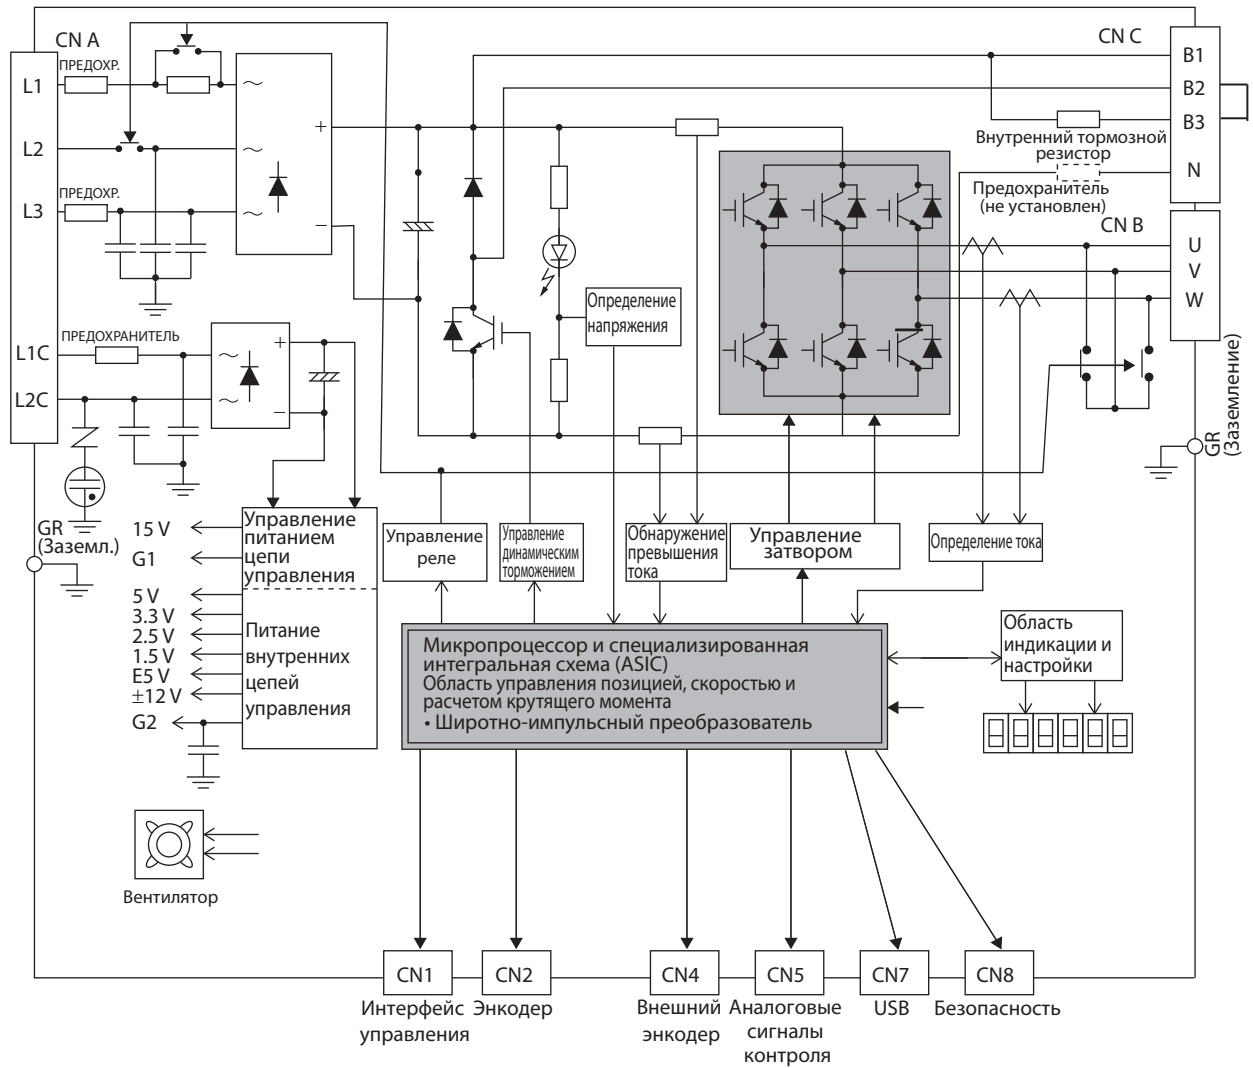 CN A
CN C
ПРЕДОХР.
L1
B1
B2
B3
L2
Внутренний тормозной
резистор
N
Предохранитель
(не установлен)
ПРЕДОХР.
L3
+
−
CN B
U
V
W
Определение
напряжения
ПРЕДОХРАНИТЕЛЬ
L1C
L2C
+
−
GR
(Заземление)
GR
(Заземл.)
15 V
G1
5 V
3.3 V
2.5 V
1.5 V
E5 V
±12 V
G2
Управление
питанием
цепи
управления
Питание
внутренних
цепей
управления
Управление
реле
Управление
динамическим
торможением
Обнаружение
превышения
тока
Управление
затвором
Определение тока
Микропроцессор и специализированная
интегральная схема (ASIC)
Область управления позицией, скоростью и
расчетом крутящего момента
• Широтно-импульсный преобразователь
Область
индикации и
настройки
Вентилятор
CN1
CN2
CN4
CN5
CN7
CN8
Интерфейс
управления
Энкодер
Внешний
энкодер
Аналоговые
сигналы
контроля
USB
Безопасность